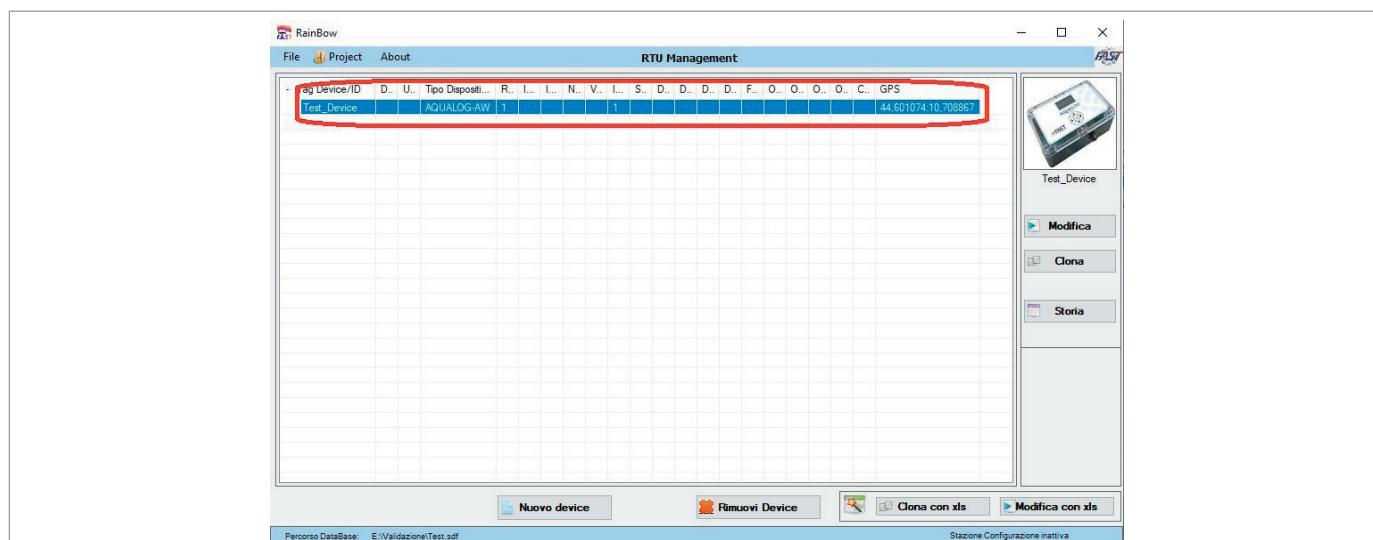 RainBow
File Project About RTU Management FAST
- Tag Device/ID D.. U.. Tipo Dispositi... R.. I... I... N.. V.. I... S.. D.. D.. D.. D.. F.. O.. O.. O.. O.. C.. GPS
Test_Device AQUALOG-AW 1 1 44,601074:10,708867
FAST
Test_Device
Modifica
Clona
Storia
Nuovo device Rimuovi Device Clona con xls Modifica con xls
Percorso DataBase: E:\Validazione\Test.sdf Stazione Configurazione inattiva